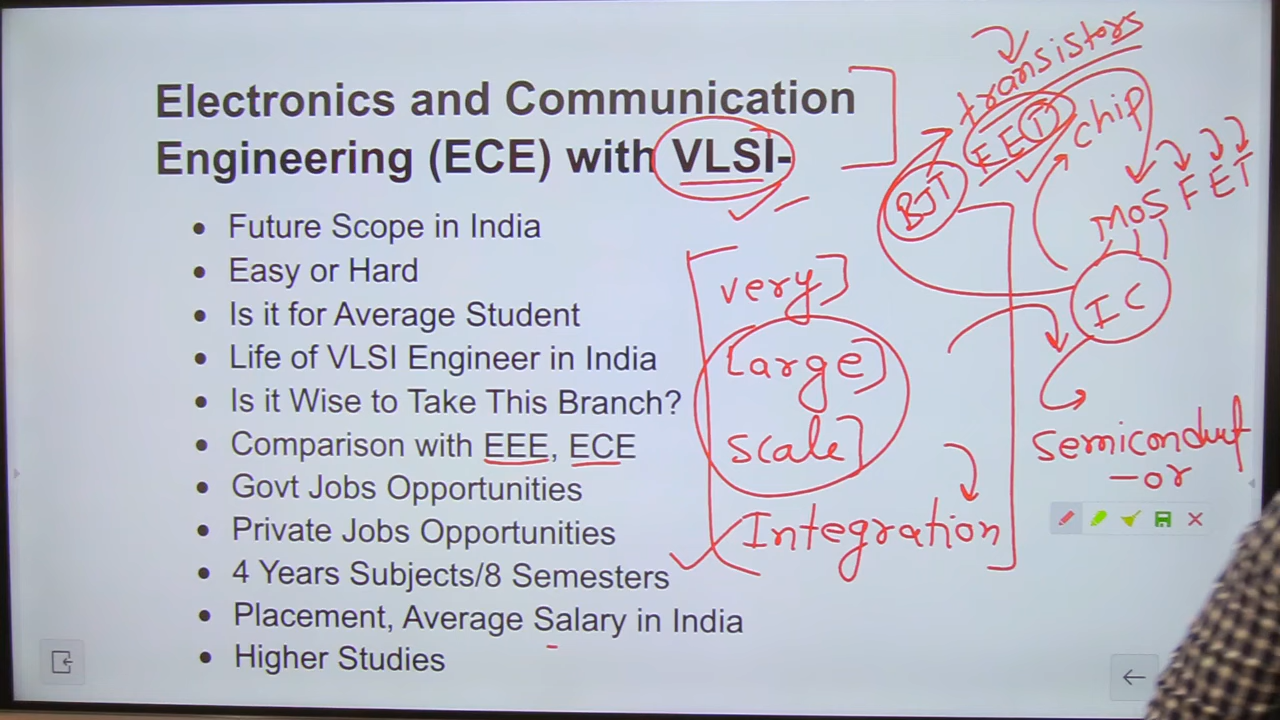 Electronics and Communication
Engineering (ECE) with VLSI-
• Future Scope in India
• Easy or Hard
• Is it for Average Student
• Life of VLSI Engineer in India
• Is it Wise to Take This Branch?
• Comparison with EEE, ECE
• Govt Jobs Opportunities
• Private Jobs Opportunities
• 4 Years Subjects/8 Semesters
• Placement, Average Salary in India
• Higher Studies
very
Large
scale
Integration
transistors
chip
BJT
MOSFET
IC
semiconduct
-or